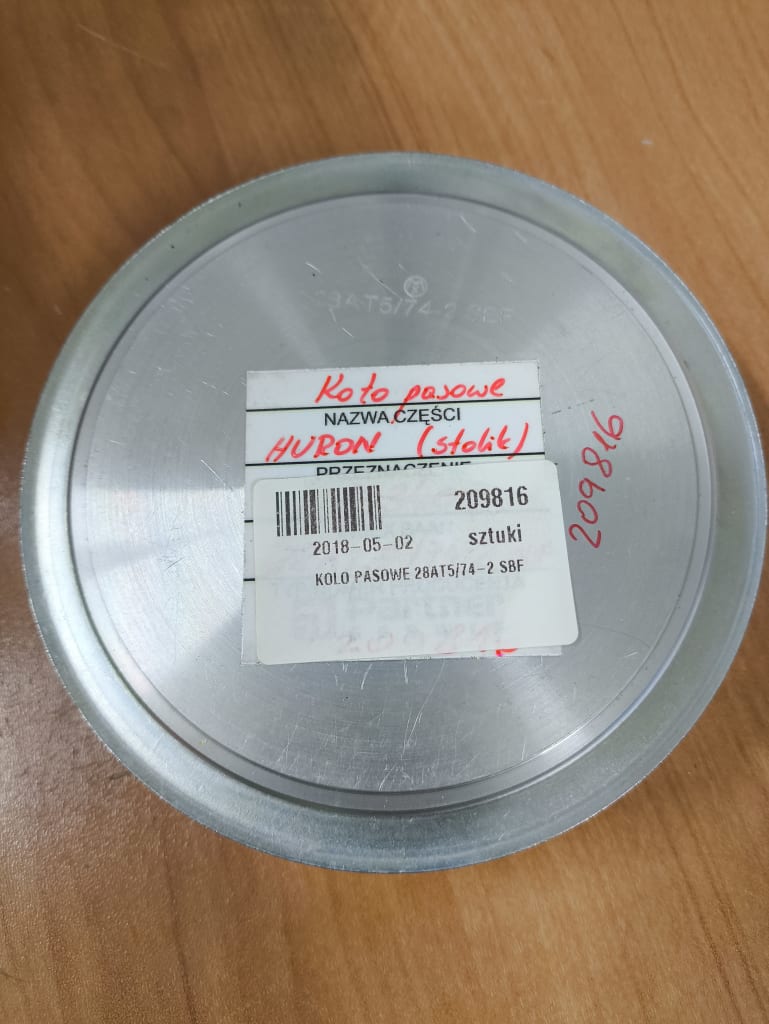 ®
28AT5/74-2 SBF
Koło pasowe
NAZWA CZĘŚCI
HURON (stolik)
PRZEZNACZENIE
209816
209816
2018-05-02 sztuki
KOLO PASOWE 28AT5/74-2 SBF
Partner